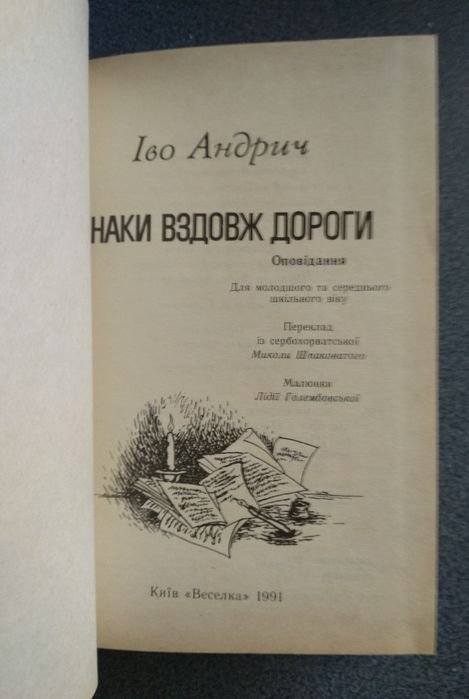 Іво Андрич
НАКИ ВЗДОВЖ ДОРОГИ
Оповідання
Для молодшого та середнього
шкільного віку
Переклад
із сербохорватської
Миколи Шпаковатого
Малюнки
Лідії Голембовської
Київ «Веселка» 1991